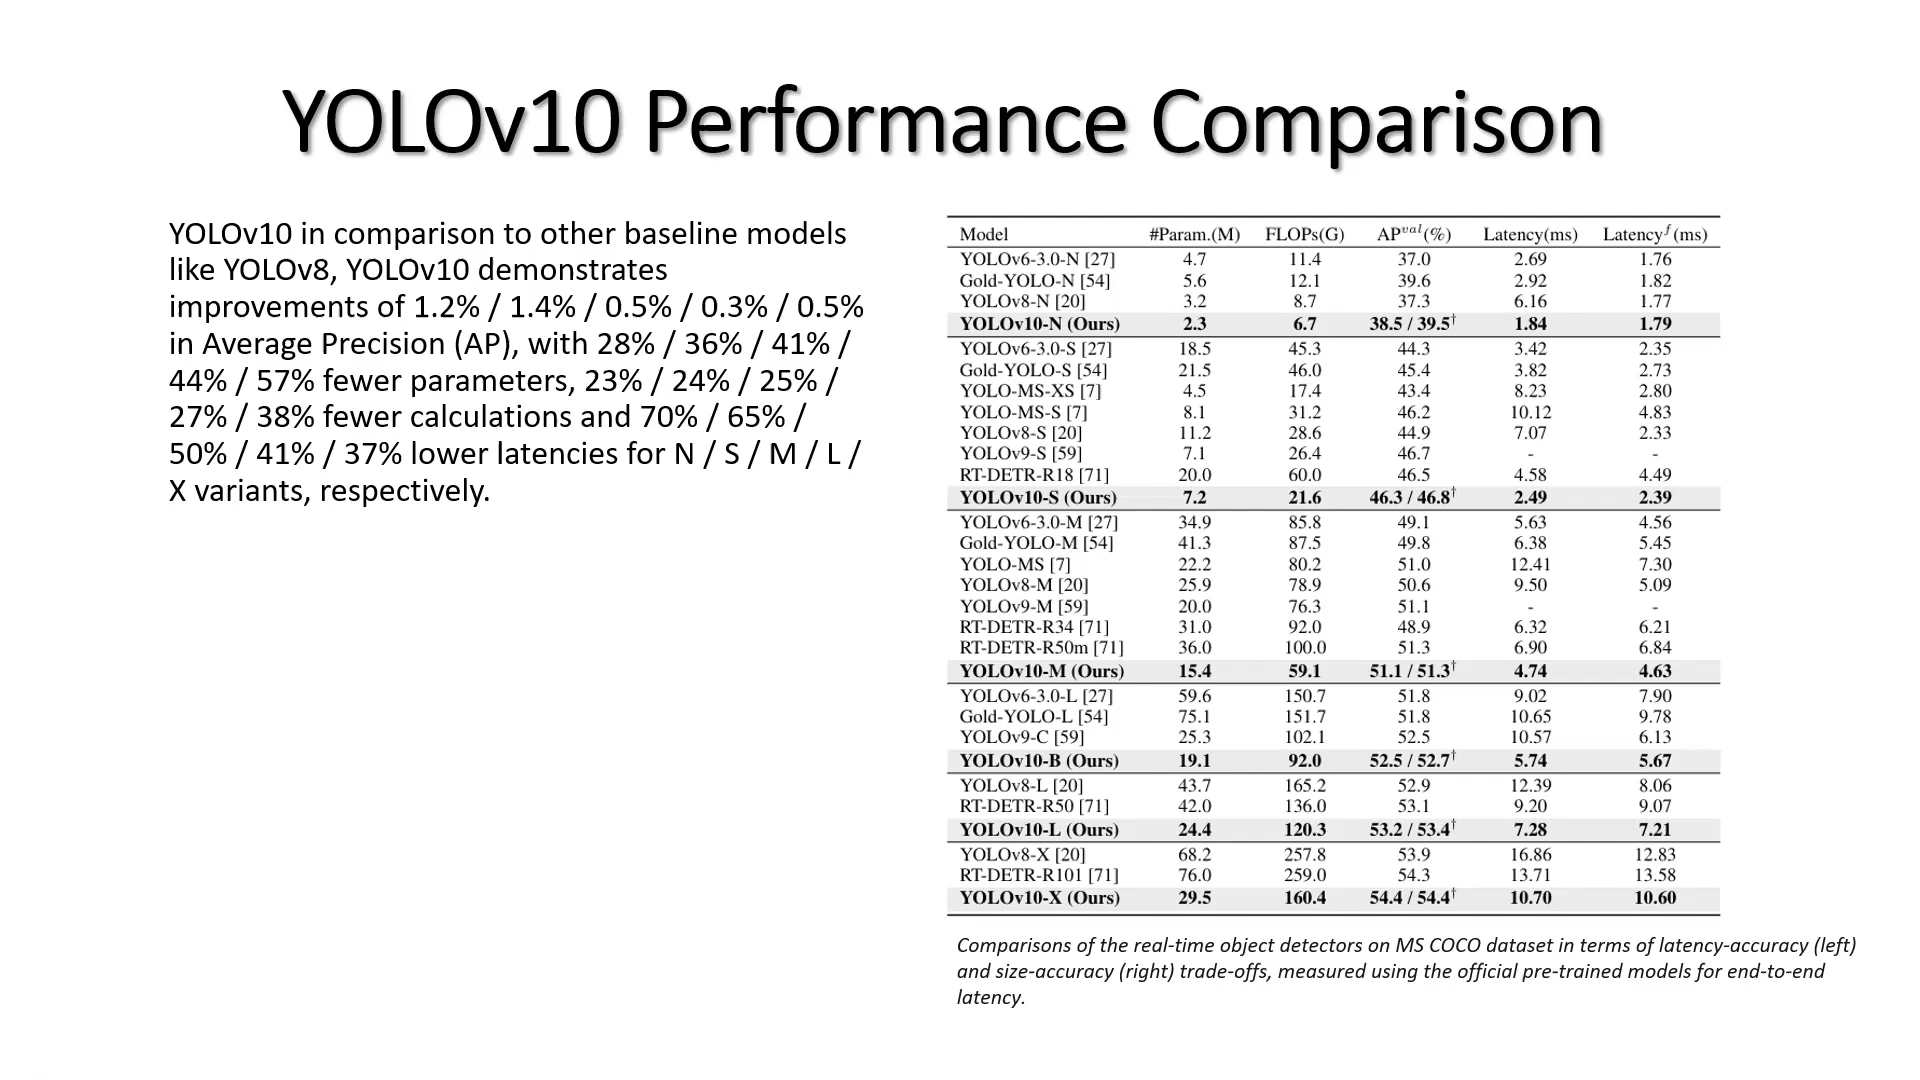 YOLOv10 Performance Comparison
YOLOv10 in comparison to other baseline models
like YOLOv8, YOLOv10 demonstrates
improvements of 1.2% / 1.4% / 0.5% / 0.3% / 0.5%
in Average Precision (AP), with 28% / 36% / 41% /
44% / 57% fewer parameters, 23% / 24% / 25% /
27% / 38% fewer calculations and 70% / 65% /
50% / 41% / 37% lower latencies for N / S / M / L /
X variants, respectively.
Model #Param.(M) FLOPs(G) APval(%) Latency(ms) Latencyf(ms)
YOLOv6-3.0-N [27] 4.7 11.4 37.0 2.69 1.76
Gold-YOLO-N [54] 5.6 12.1 39.6 2.92 1.82
YOLOv8-N [20] 3.2 8.7 37.3 6.16 1.77
YOLOv10-N (Ours) 2.3 6.7 38.5 / 39.5† 1.84 1.79
YOLOv6-3.0-S [27] 18.5 45.3 44.3 3.42 2.35
Gold-YOLO-S [54] 21.5 46.0 45.4 3.82 2.73
YOLO-MS-XS [7] 4.5 17.4 43.4 8.23 2.80
YOLO-MS-S [7] 8.1 31.2 46.2 10.12 4.83
YOLOv8-S [20] 11.2 28.6 44.9 7.07 2.33
YOLOv9-S [59] 7.1 26.4 46.7 - -
RT-DETR-R18 [71] 20.0 60.0 46.5 4.58 4.49
YOLOv10-S (Ours) 7.2 21.6 46.3 / 46.8† 2.49 2.39
YOLOv6-3.0-M [27] 34.9 85.8 49.1 5.63 4.56
Gold-YOLO-M [54] 41.3 87.5 49.8 6.38 5.45
YOLO-MS [7] 22.2 80.2 51.0 12.41 7.30
YOLOv8-M [20] 25.9 78.9 50.6 9.50 5.09
YOLOv9-M [59] 20.0 76.3 51.1 - -
RT-DETR-R34 [71] 31.0 92.0 48.9 6.32 6.21
RT-DETR-R50m [71] 36.0 100.0 51.3 6.90 6.84
YOLOv10-M (Ours) 15.4 59.1 51.1 / 51.3† 4.74 4.63
YOLOv6-3.0-L [27] 59.6 150.7 51.8 9.02 7.90
Gold-YOLO-L [54] 75.1 151.7 51.8 10.65 9.78
YOLOv9-C [59] 25.3 102.1 52.5 10.57 6.13
YOLOv10-B (Ours) 19.1 92.0 52.5 / 52.7† 5.74 5.67
YOLOv8-L [20] 43.7 165.2 52.9 12.39 8.06
RT-DETR-R50 [71] 42.0 136.0 53.1 9.20 9.07
YOLOv10-L (Ours) 24.4 120.3 53.2 / 53.4† 7.28 7.21
YOLOv8-X [20] 68.2 257.8 53.9 16.86 12.83
RT-DETR-R101 [71] 76.0 259.0 54.3 13.71 13.58
YOLOv10-X (Ours) 29.5 160.4 54.4 / 54.4† 10.70 10.60
Comparisons of the real-time object detectors on MS COCO dataset in terms of latency-accuracy (left)
and size-accuracy (right) trade-offs, measured using the official pre-trained models for end-to-end
latency.